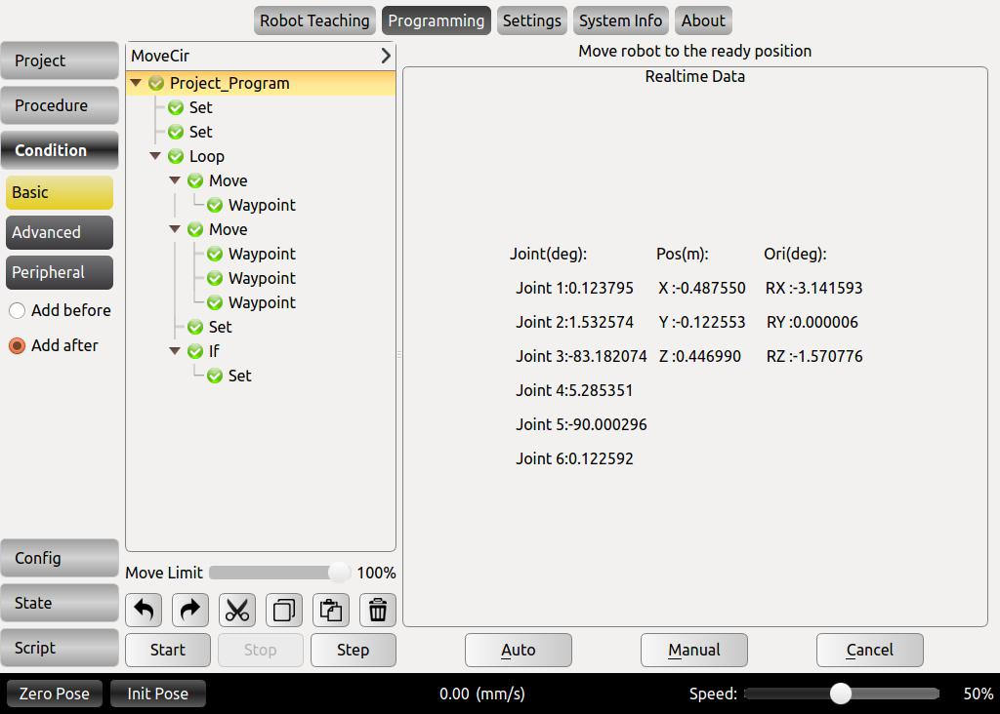 Robot Teaching Programming Settings System Info About
Project
Procedure
Condition
Basic
Advanced
Peripheral
Add before
Add after
Config
State
Script
MoveCir
Project_Program
Set
Set
Loop
Move
Waypoint
Move
Waypoint
Waypoint
Waypoint
Set
If
Set
Move Limit 100%
Start Stop Step
Move robot to the ready position
Realtime Data
Joint(deg): Pos(m): Ori(deg):
Joint 1:0.123795 X :-0.487550 RX :-3.141593
Joint 2:1.532574 Y :-0.122553 RY :0.000006
Joint 3:-83.182074 Z :0.446990 RZ :-1.570776
Joint 4:5.285351
Joint 5:-90.000296
Joint 6:0.122592
Auto Manual Cancel
Zero Pose Init Pose 0.00 (mm/s) Speed: 50%